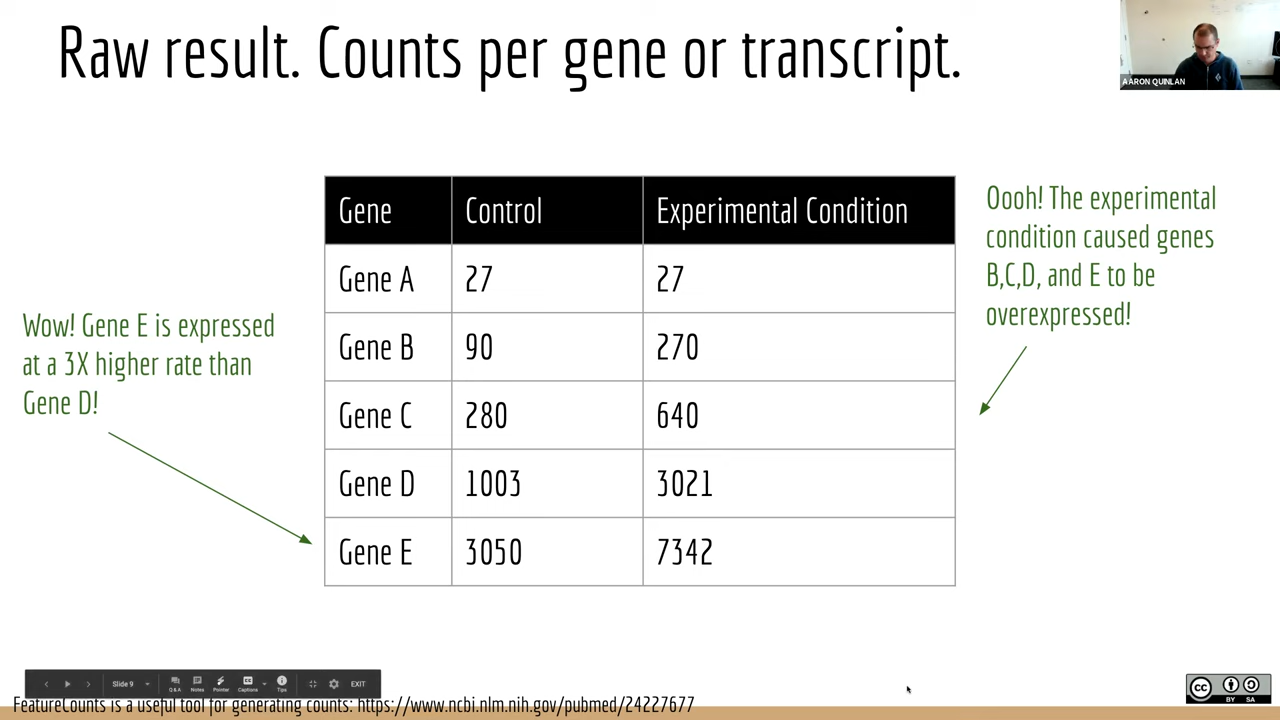 Raw result. Counts per gene or transcript.
AARON QUINLAN
Oooh! The experimental
condition caused genes
B,C,D, and E to be
overexpressed!
Wow! Gene E is expressed
at a 3X higher rate than
Gene D!
Gene Control Experimental Condition
Gene A 27 27
Gene B 90 270
Gene C 280 640
Gene D 1003 3021
Gene E 3050 7342
Slide 9 Q&A Notes Pointer Captions Tips EXIT
FeatureCounts is a useful tool for generating counts: https://www.ncbi.nlm.nih.gov/pubmed/24227677
CC BY SA